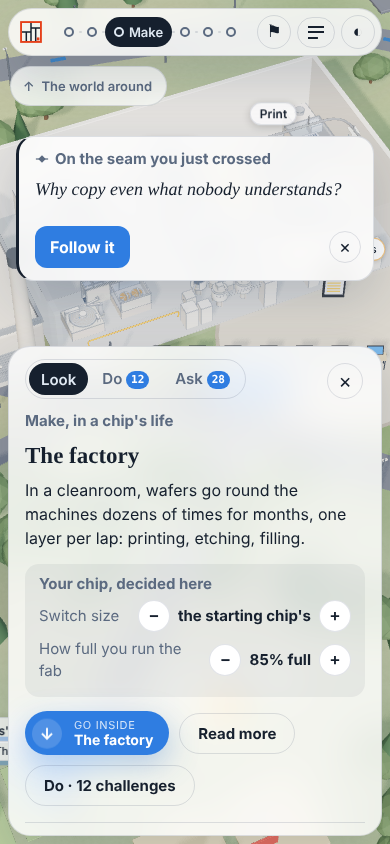 Make
↑ The world around
Print
On the seam you just crossed
Why copy even what nobody understands?
Follow it
Look
Do 12
Ask 28
Make, in a chip's life
The factory
In a cleanroom, wafers go round the
machines dozens of times for months, one
layer per lap: printing, etching, filling.
Your chip, decided here
Switch size − the starting chip's +
How full you run the
fab
− 85% full +
GO INSIDE
The factory
Read more
Do · 12 challenges